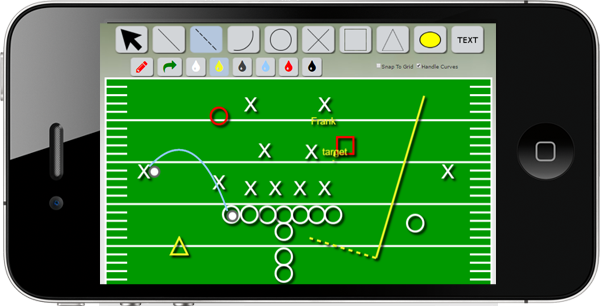 TEXT
Snap To Grid Handle Curves
Frank
target